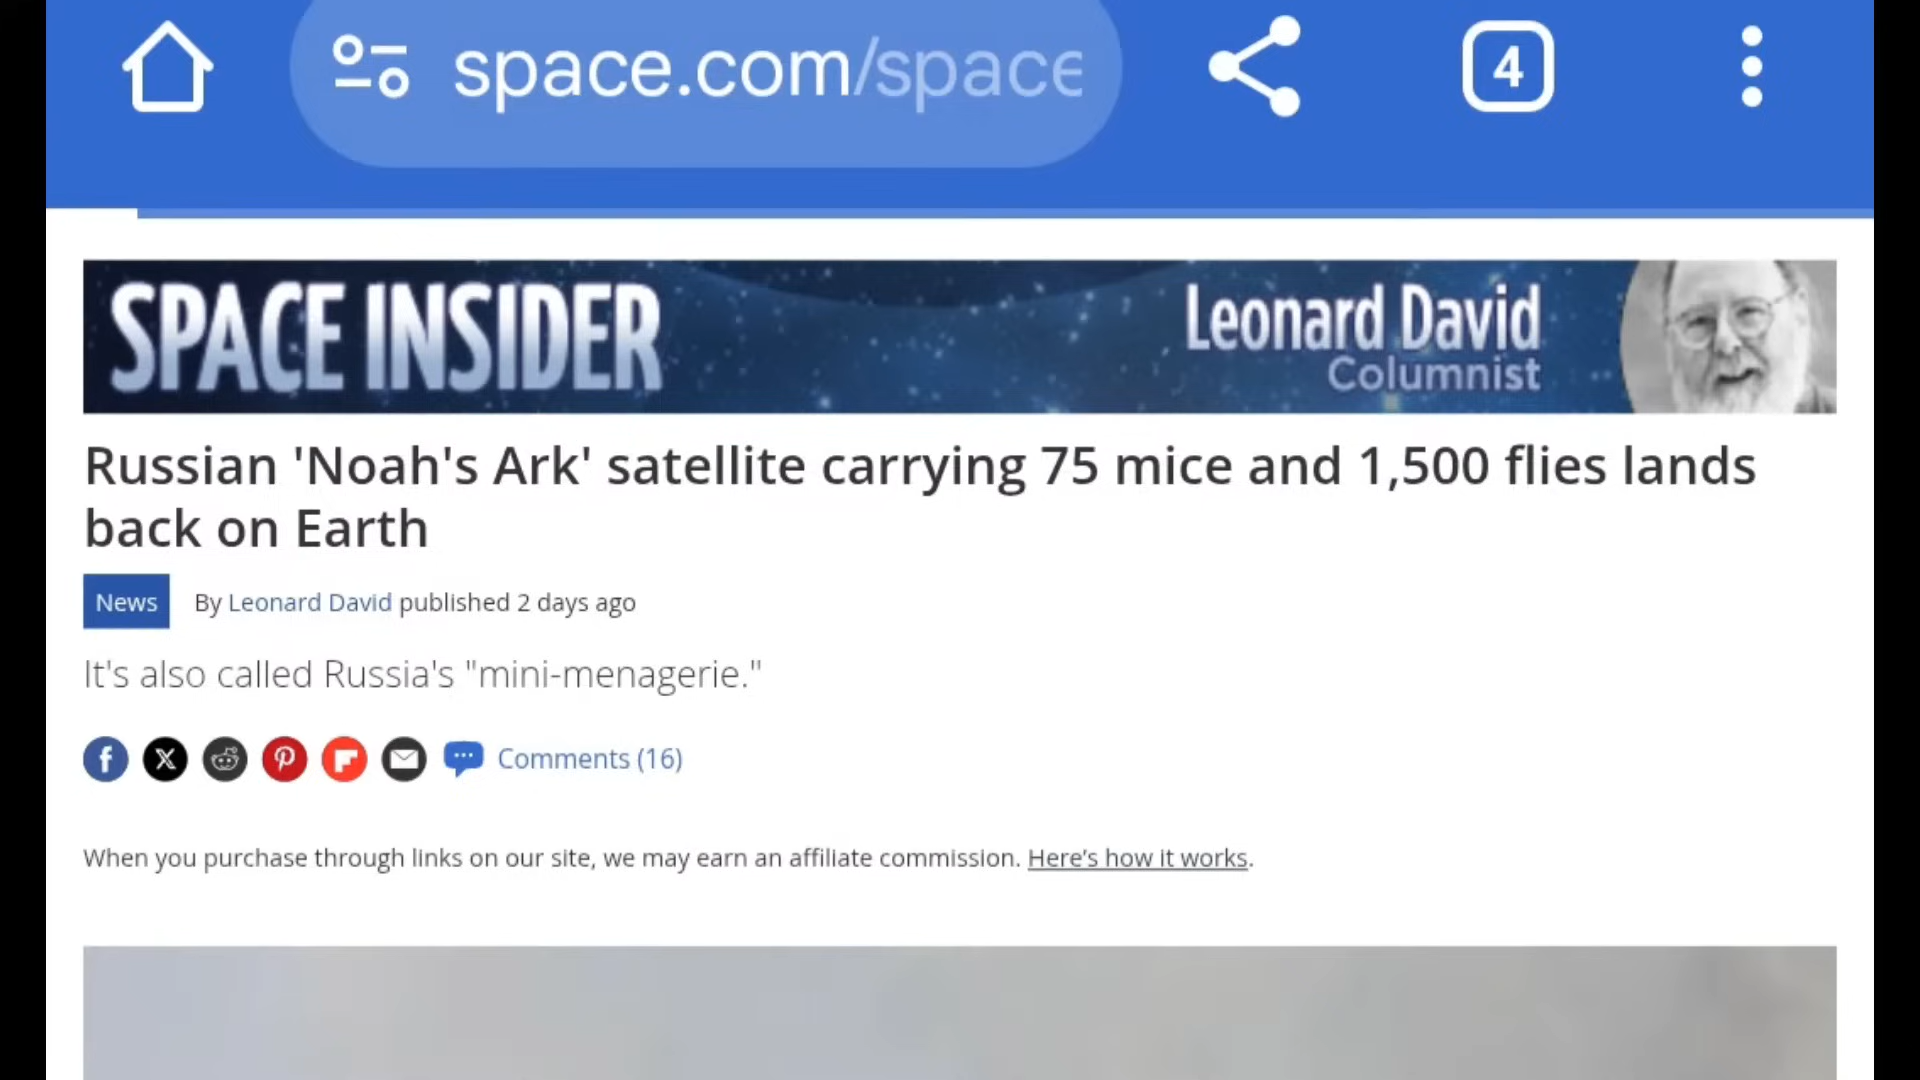 space.com/space
4
SPACE INSIDER
Leonard David
Columnist
Russian 'Noah's Ark' satellite carrying 75 mice and 1,500 flies lands
back on Earth
News By Leonard David published 2 days ago
It's also called Russia's "mini-menagerie."
Comments (16)
When you purchase through links on our site, we may earn an affiliate commission. Here's how it works.